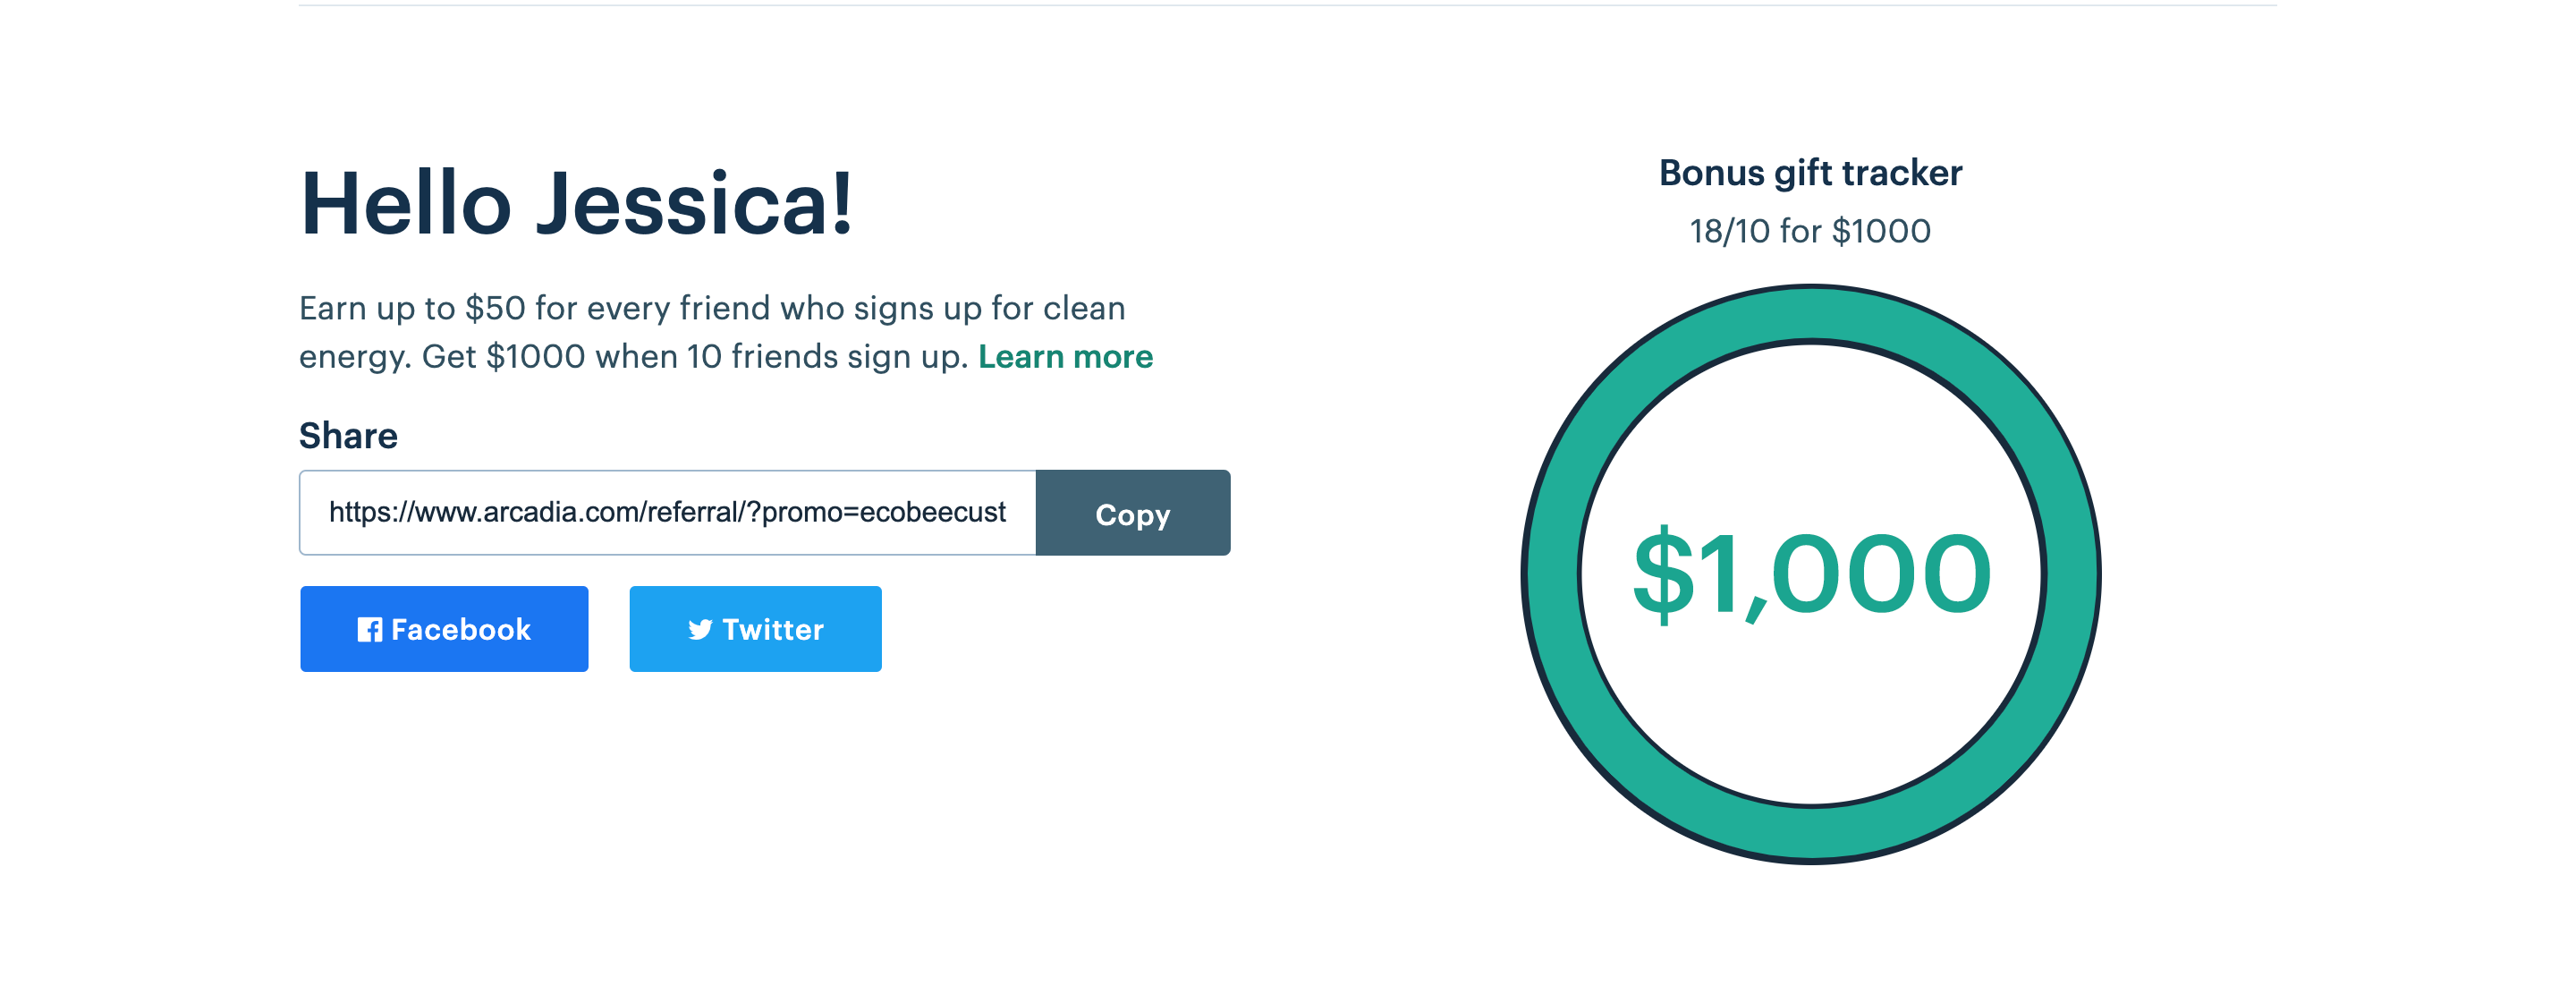 Hello Jessica!
Earn up to $50 for every friend who signs up for clean
energy. Get $1000 when 10 friends sign up. Learn more
Share
https://www.arcadia.com/referral/?promo=ecobeecust
Copy
Facebook
Twitter
Bonus gift tracker
18/10 for $1000
$1,000